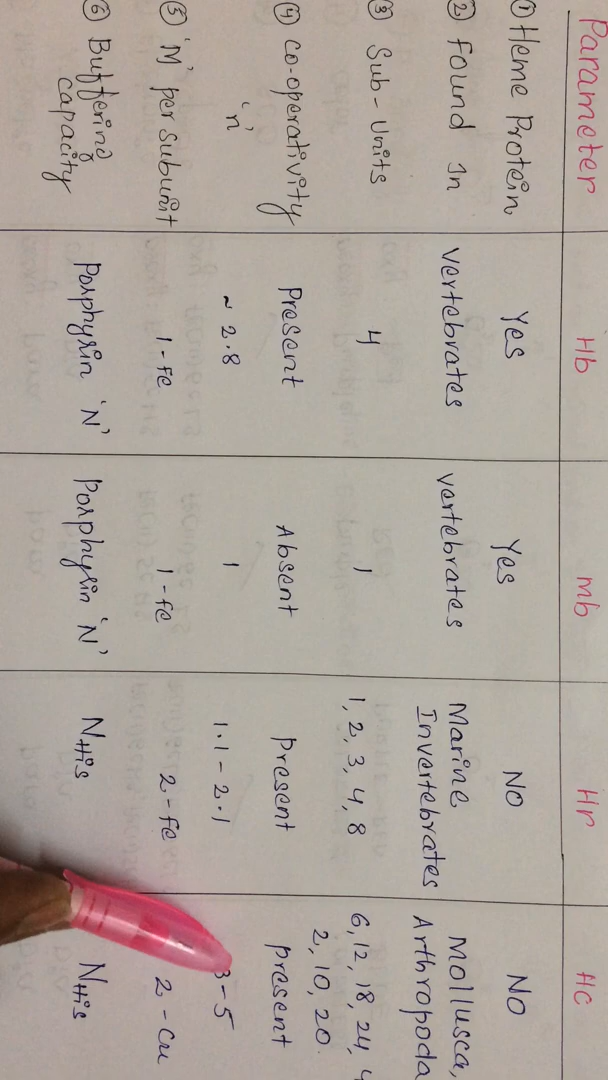 Parameter Hb mb Hr Hc
① Heme Protein Yes Yes NO NO
② found In vertebrates vertebrates Marine Invertebrates Mollusca, Arthropoda
③ Sub-Units 4 1 1, 2, 3, 4, 8 6, 12, 18, 24, 4
2, 10, 20
④ Co-operativity Present Absent present present
'n' ~ 2.8 1 1.1 - 2.1 3 - 5
⑤ 'M' per subunit 1-fe 1-fe 2-fe 2-cu
⑥ Buffering capacity Porphyrin 'N' Porphyrin 'N' NHis NHis